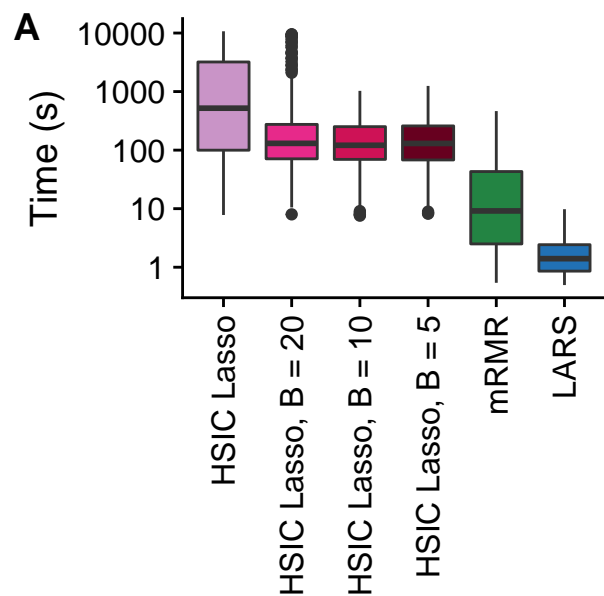 A
Time (s)
10000
1000
100
10
1
HSIC Lasso
HSIC Lasso, B = 20
HSIC Lasso, B = 10
HSIC Lasso, B = 5
mRMR
LARS